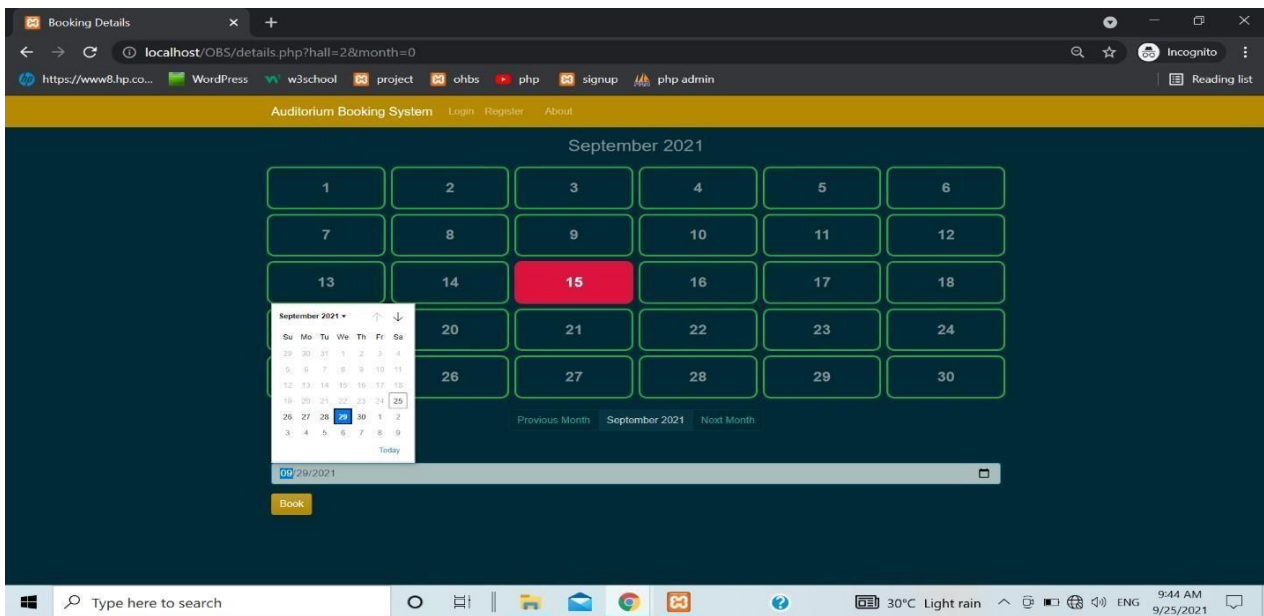 Booking Details
localhost/OBS/details.php?hall=2&month=0
Incognito
https://www8.hp.co... WordPress w3school project ohbs php signup php admin Reading list
Auditorium Booking System Login Register About
September 2021
1 2 3 4 5 6
7 8 9 10 11 12
13 14 15 16 17 18
20 21 22 23 24
26 27 28 29 30
September 2021
Su Mo Tu We Th Fr Sa
29 30 31 1 2 3 4
5 6 7 8 9 10 11
12 13 14 15 16 17 18
19 20 21 22 23 24 25
26 27 28 29 30 1 2
3 4 5 6 7 8 9
Today
Previous Month September 2021 Next Month
09/29/2021
Book
Type here to search
30°C Light rain
ENG
9:44 AM
9/25/2021